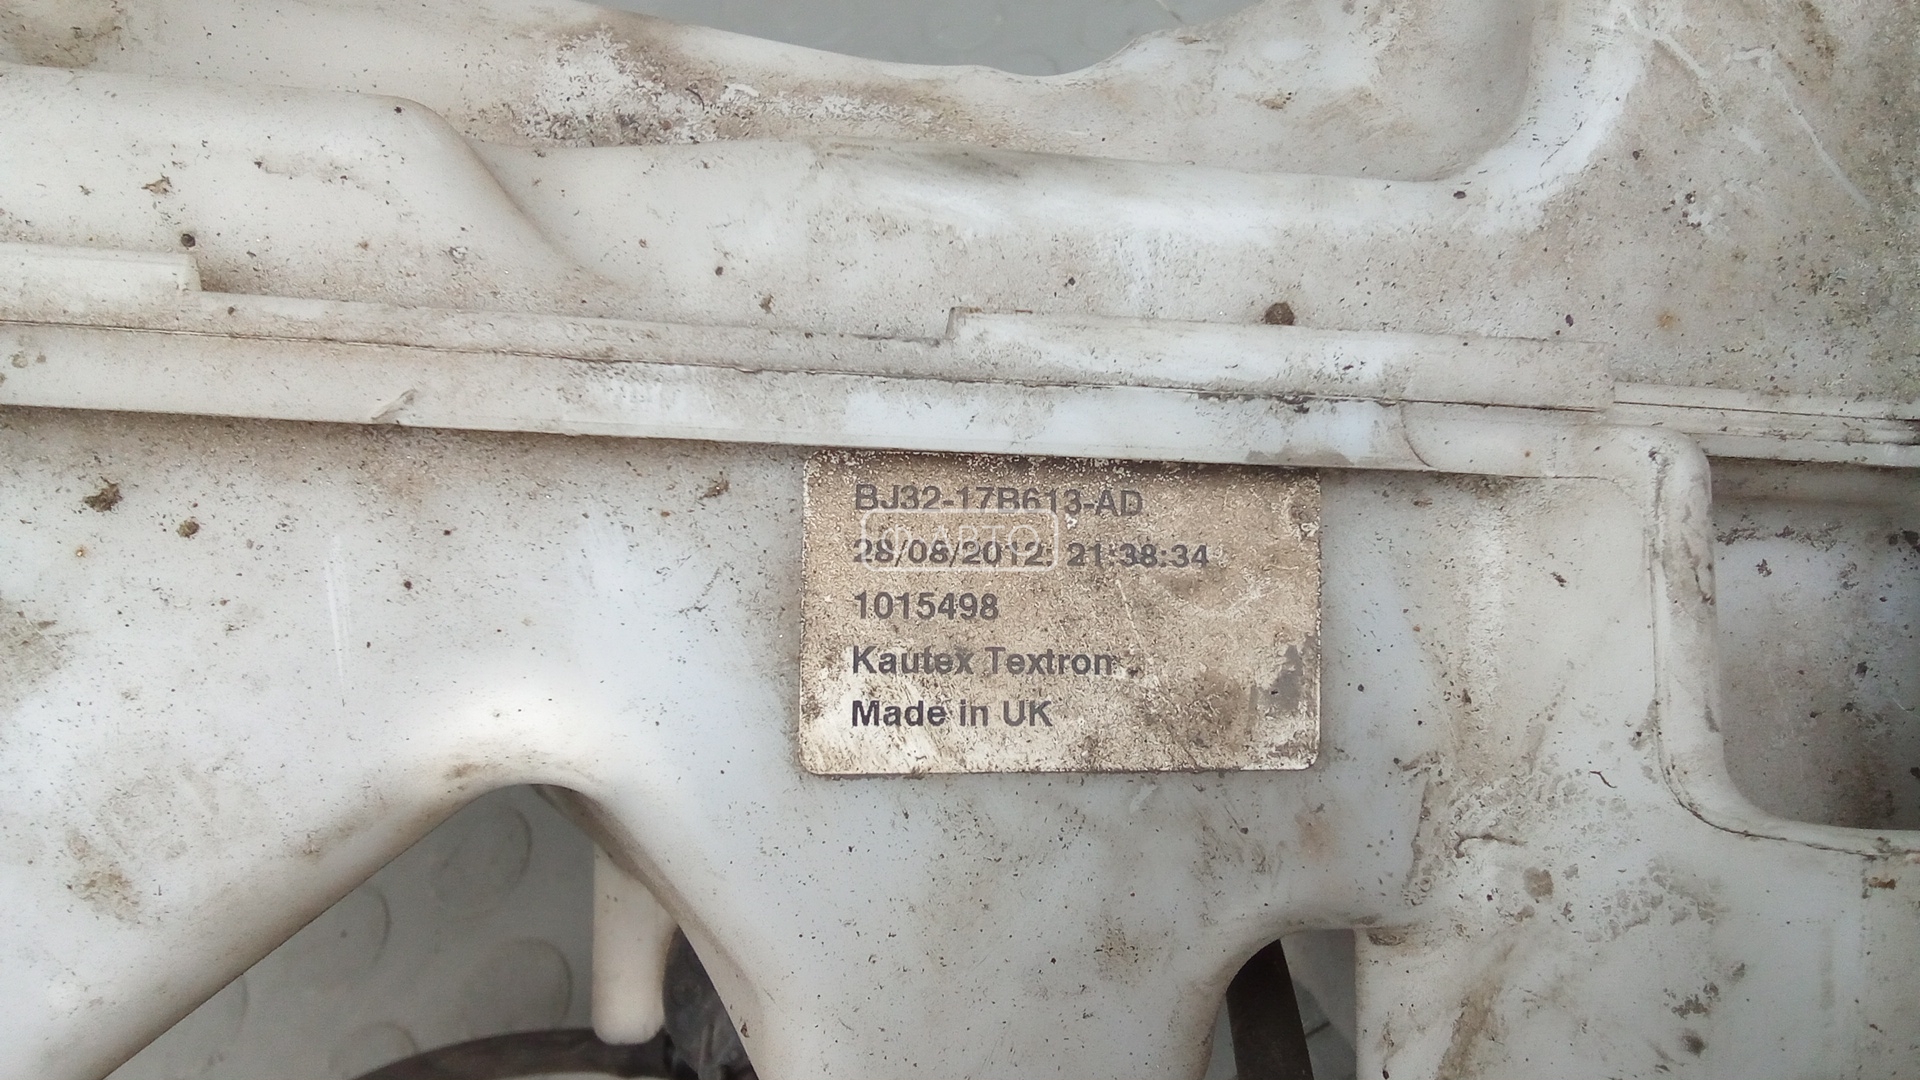 BJ32-17B613-AD
28/08/2012. 21:38:34
1015498
Kautex Textron
Made in UK